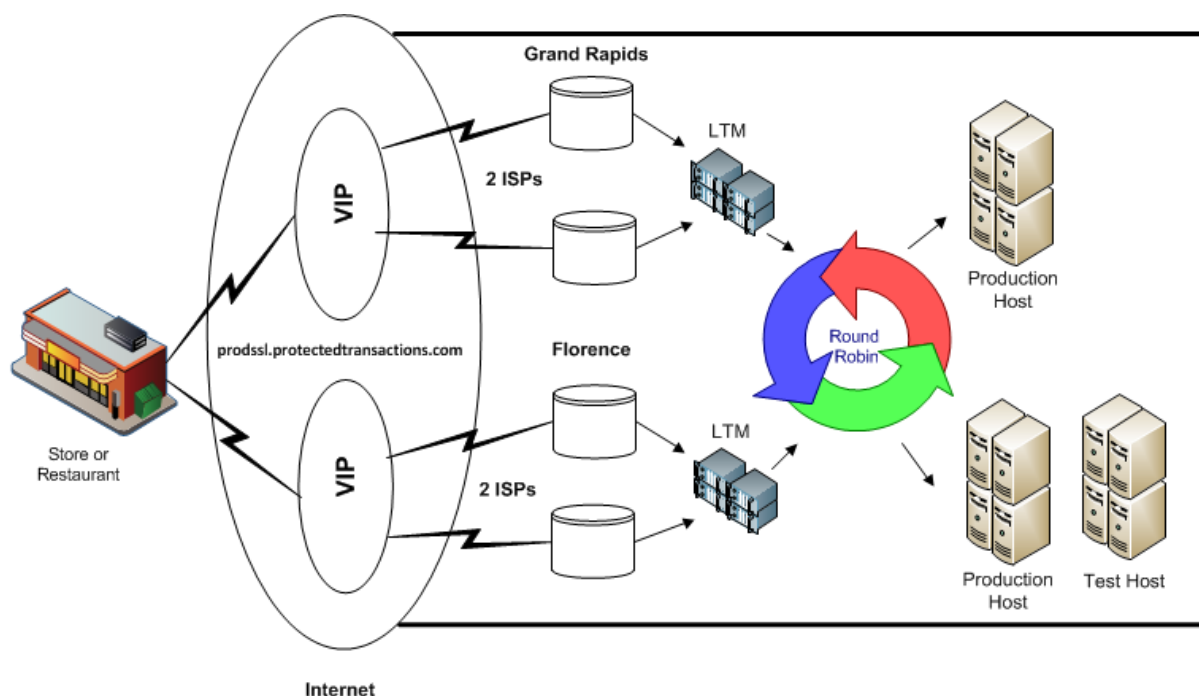 Grand Rapids
LTM
VIP
2 ISPs
Production
Host
Round
Robin
prodssl.protectedtransactions.com
Florence
Store or
Restaurant
LTM
VIP
2 ISPs
Production
Host
Test Host
Internet